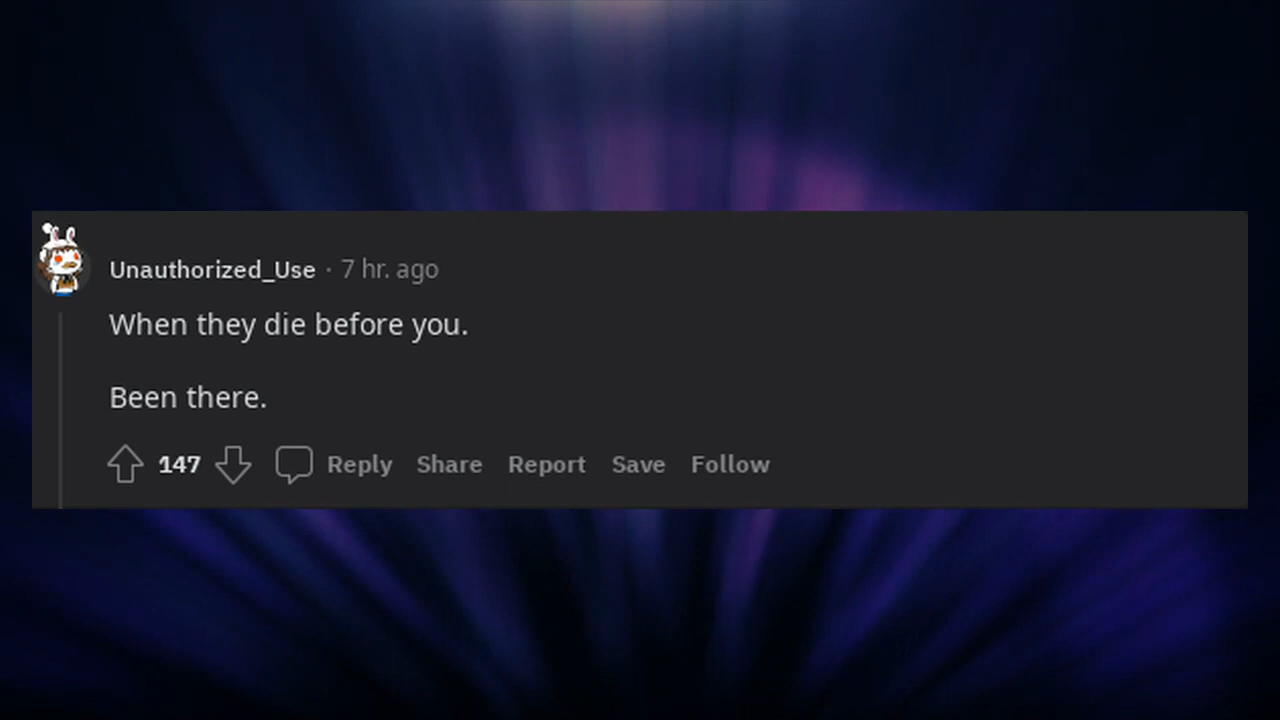 Unauthorized_Use · 7 hr. ago
When they die before you.
Been there.
147 Reply Share Report Save Follow